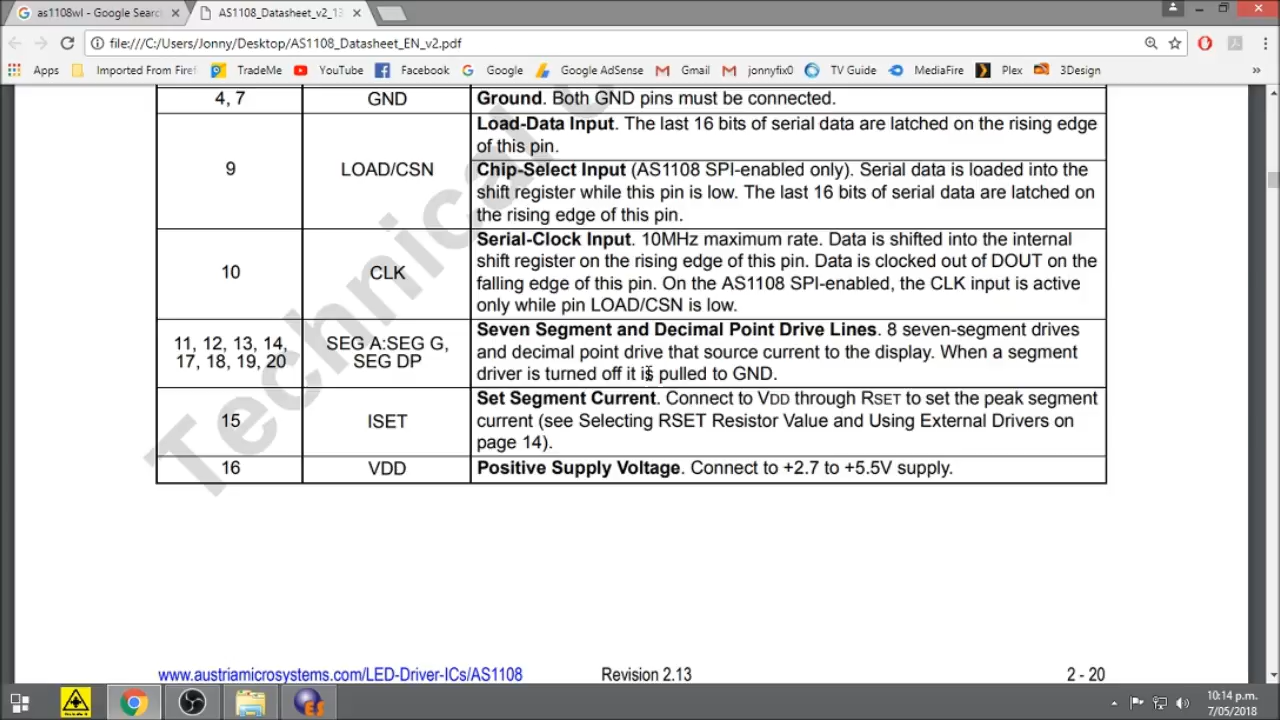 as1108wl - Google Searc
AS1108_Datasheet_v2_13
file:///C:/Users/Jonny/Desktop/AS1108_Datasheet_EN_v2.pdf
Apps Imported From Firef TradeMe YouTube Facebook Google Google AdSense Gmail jonnyfix0 TV Guide MediaFire Plex 3Design »
4, 7 GND Ground. Both GND pins must be connected.
9 LOAD/CSN
Load-Data Input. The last 16 bits of serial data are latched on the rising edge
of this pin.
Chip-Select Input (AS1108 SPI-enabled only). Serial data is loaded into the
shift register while this pin is low. The last 16 bits of serial data are latched on
the rising edge of this pin.
10 CLK
Serial-Clock Input. 10MHz maximum rate. Data is shifted into the internal
shift register on the rising edge of this pin. Data is clocked out of DOUT on the
falling edge of this pin. On the AS1108 SPI-enabled, the CLK input is active
only while pin LOAD/CSN is low.
11, 12, 13, 14,
17, 18, 19, 20
SEG A:SEG G,
SEG DP
Seven Segment and Decimal Point Drive Lines. 8 seven-segment drives
and decimal point drive that source current to the display. When a segment
driver is turned off it is pulled to GND.
15 ISET
Set Segment Current. Connect to VDD through RSET to set the peak segment
current (see Selecting RSET Resistor Value and Using External Drivers on
page 14).
16 VDD Positive Supply Voltage. Connect to +2.7 to +5.5V supply.
Technical
www.austriamicrosystems.com/LED-Driver-ICs/AS1108 Revision 2.13 2 - 20
ES
10:14 p.m.
7/05/2018